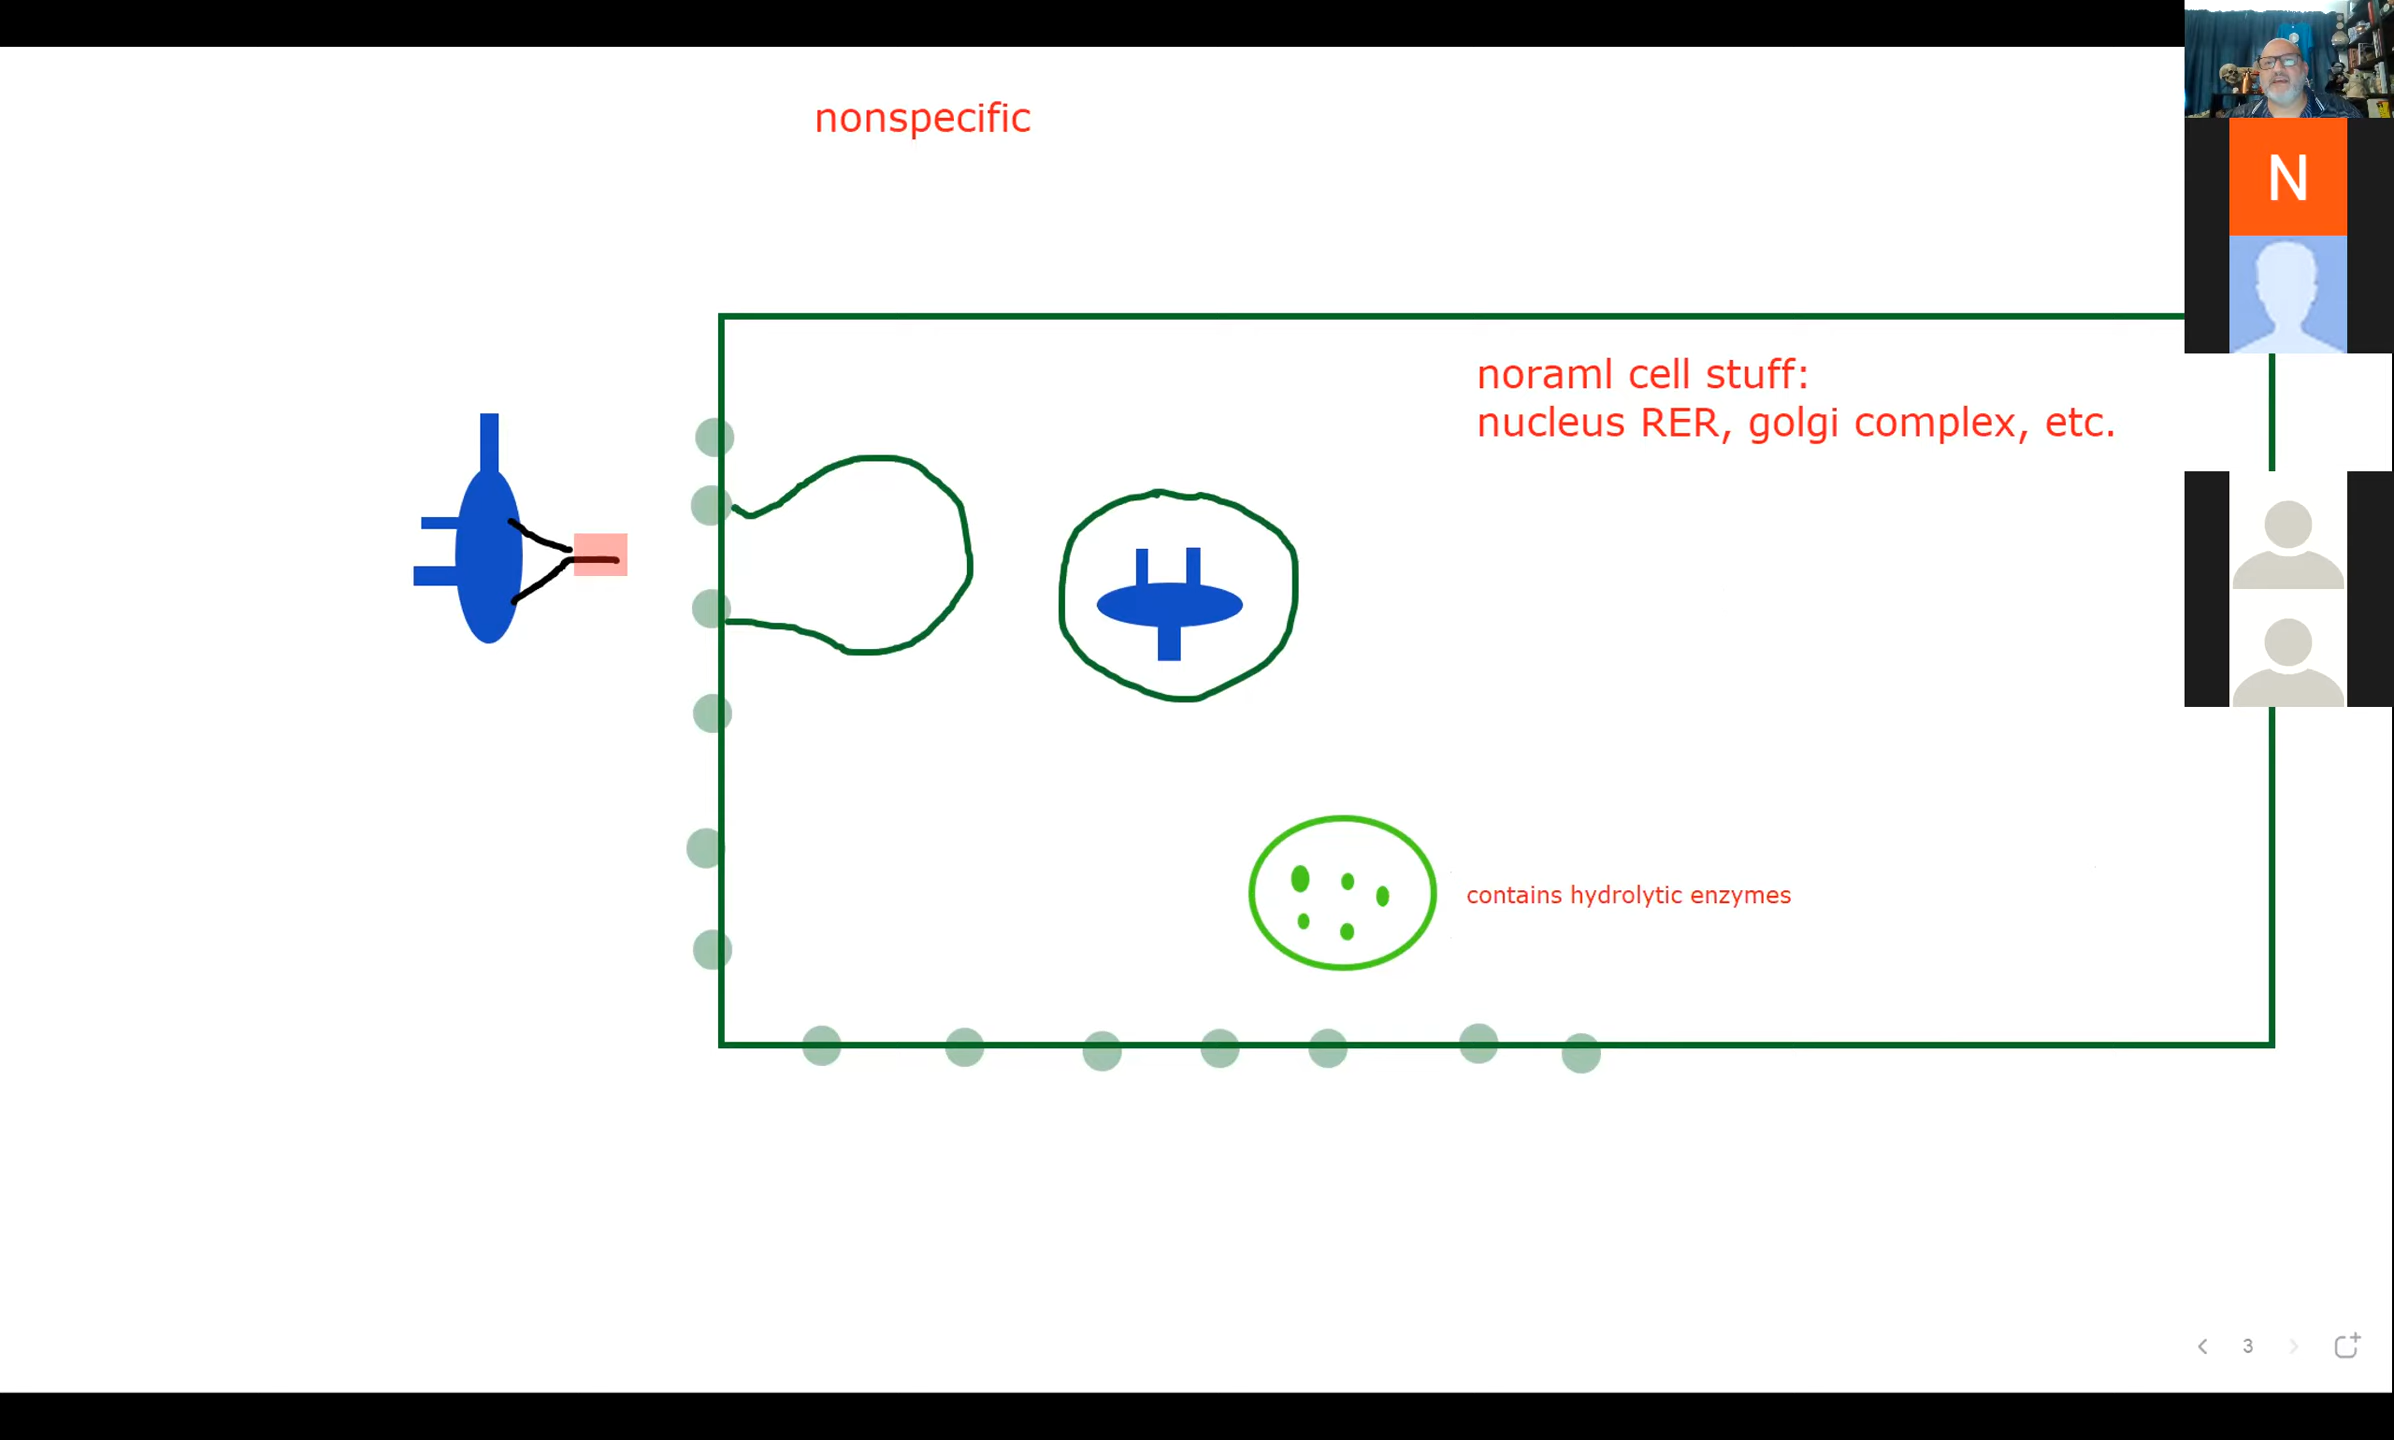 nonspecific
N
noraml cell stuff:
nucleus RER, golgi complex, etc.
contains hydrolytic enzymes
3